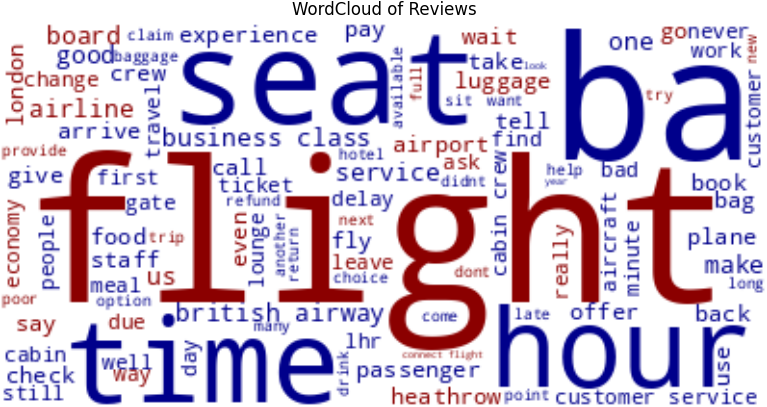 WordCloud of Reviews
board
claim
experience
pay
wait
one
go
never
good
baggage
take
look
work
new
london
change
crew
seat
available
full
luggage
ba
airline
travel
sit
want
try
customer
arrive
business class
tell
find
airport
provide
hotel
ask
give
first
call
service
didnt
cabin crew
help
year
bad
ticket
book
gate
refund
delay
bag
economy
people
flight
even
lounge
another
return
next
really
aircraft
minute
food
trip
fly
plane
staff
leave
make
meal
us
choice
dont
long
poor
option
british airway
come
late
offer
back
say
due
many
time
hour
lhr
cabin
well
day
drink
connect flight
use
check
way
passenger
still
heathrow
point
customer service